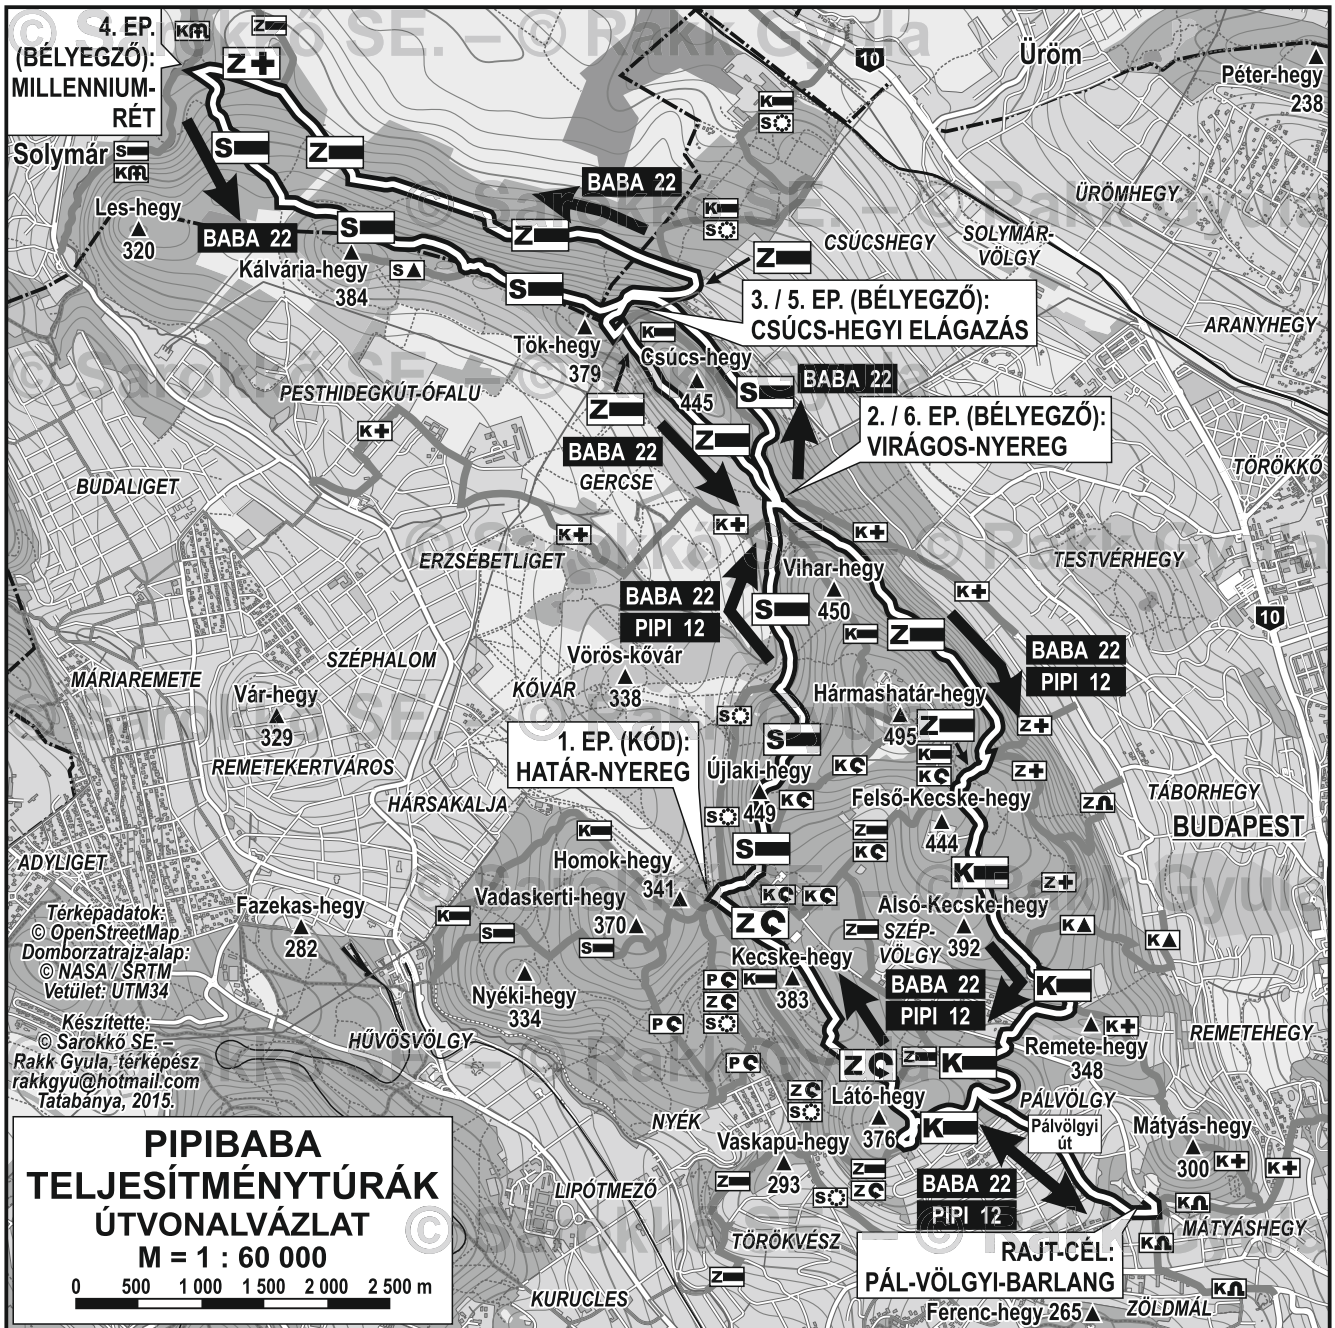 © Sarokkő SE. – © Rakk Gyula
4. EP.
(BÉLYEGZŐ):
MILLENNIUM-
RÉT
Z
Z
Üröm
10
Péter-hegy
238
Solymár
S
K
S
Z
K
S
BABA 22
ÜRÖMHEGY
Les-hegy
320
BABA 22
S
Kálvária-hegy
384
S
Z
K
S
CSÚCSHEGY
SOLYMÁR-
VÖLGY
Z
S
3. / 5. EP. (BÉLYEGZŐ):
CSÚCS-HEGYI ELÁGAZÁS
ARANYHEGY
Tök-hegy
379
K
Csúcs-hegy
445
© Sarokkő SE. – © Rakk Gyula
PESTHIDEGKÚT-ÓFALU
S
BABA 22
Z
Z
2. / 6. EP. (BÉLYEGZŐ):
VIRÁGOS-NYEREG
K
BABA 22
GERCSE
BUDALIGET
TÖRÖKKŐ
K
K
K
ERZSÉBETLIGET
TESTVÉRHEGY
Vihar-hegy
450
K
BABA 22
PIPI 12
S
K
Z
10
BABA 22
PIPI 12
SZÉPHALOM
Vörös-kővár
338
MÁRIAREMETE
Vár-hegy
329
KŐVÁR
Hármashatár-hegy
495
Z
S
Z
1. EP. (KÓD):
HATÁR-NYEREG
S
K
K
K
REMETEKERTVÁROS
Újlaki-hegy
449
K
Z
Felső-Kecske-hegy
444
TÁBORHEGY
HÁRSAKALJA
S
Z
BUDAPEST
K
Z
K
S
Homok-hegy
341
ADYLIGET
K
Z
Vadaskerti-hegy
370
K
K
Térképadatok:
© OpenStreetMap
Domborzatrajz-alap:
© NASA / SRTM
Vetület: UTM34
Fazekas-hegy
282
K
S
S
Z
Alsó-Kecske-hegy
392
Z
SZÉP-
VÖLGY
K
K
Kecske-hegy
383
Nyéki-hegy
334
P
K
Z
S
BABA 22
PIPI 12
K
Készítette:
© Sarokkő SE. –
Rakk Gyula, térképész
rakkgyu@hotmail.com
Tatabánya, 2015.
HŰVÖSVÖLGY
P
P
Z
Z
K
K
Remete-hegy
348
REMETEHEGY
Látó-hegy
376
Z
S
PÁLVÖLGY
NYÉK
K
Pálvölgyi
út
Mátyás-hegy
300
K
K
Vaskapu-hegy
293
PIPIBABA
TELJESÍTMÉNYTÚRÁK
ÚTVONALVÁZLAT
M = 1 : 60 000
0 500 1 000 1 500 2 000 2 500 m
LIPÓTMEZŐ
Z
S
Z
Z
BABA 22
PIPI 12
K
MÁTYÁSHEGY
TÖRÖKVÉSZ
K
RAJT-CÉL:
PÁL-VÖLGYI-BARLANG
Z
KURUCLES
Ferenc-hegy 265
K
ZÖLDMÁL